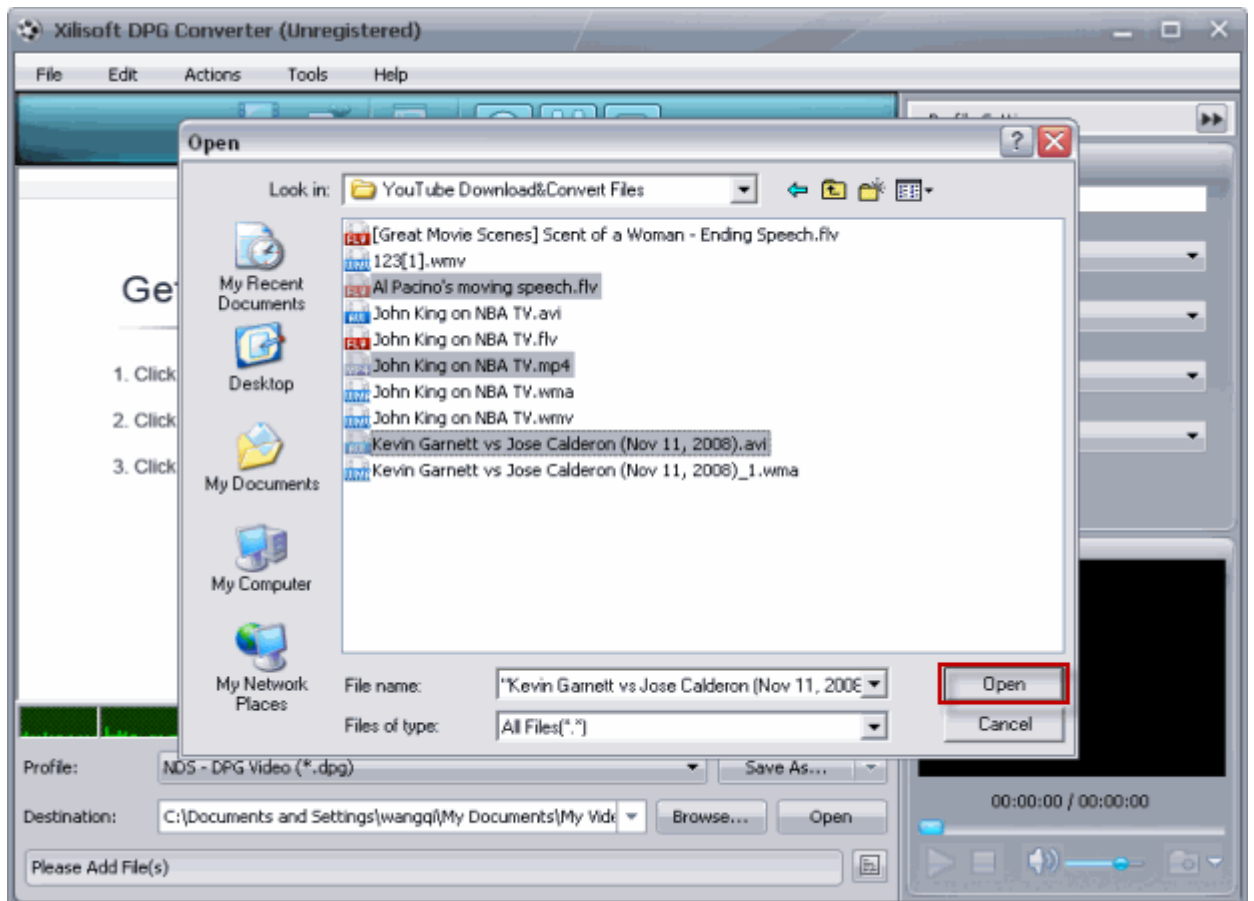 Xilisoft DPG Converter (Unregistered)
File Edit Actions Tools Help
Open
Look in: YouTube Download&Convert Files
My Recent Documents
Desktop
My Documents
My Computer
My Network Places
[Great Movie Scenes] Scent of a Woman - Ending Speech.flv
123[1].wmv
Al Pacino's moving speech.flv
John King on NBA TV.avi
John King on NBA TV.flv
John King on NBA TV.mp4
John King on NBA TV.wma
John King on NBA TV.wmv
Kevin Garnett vs Jose Calderon (Nov 11, 2008).avi
Kevin Garnett vs Jose Calderon (Nov 11, 2008)_1.wma
File name: "Kevin Garnett vs Jose Calderon (Nov 11, 2008
Open
Files of type: All Files(*.*)
Cancel
Ge
1. Click
2. Click
3. Click
Profile: NDS - DPG Video (*.dpg) Save As...
Destination: C:\Documents and Settings\wangqi\My Documents\My Vide Browse... Open
Please Add File(s)
00:00:00 / 00:00:00